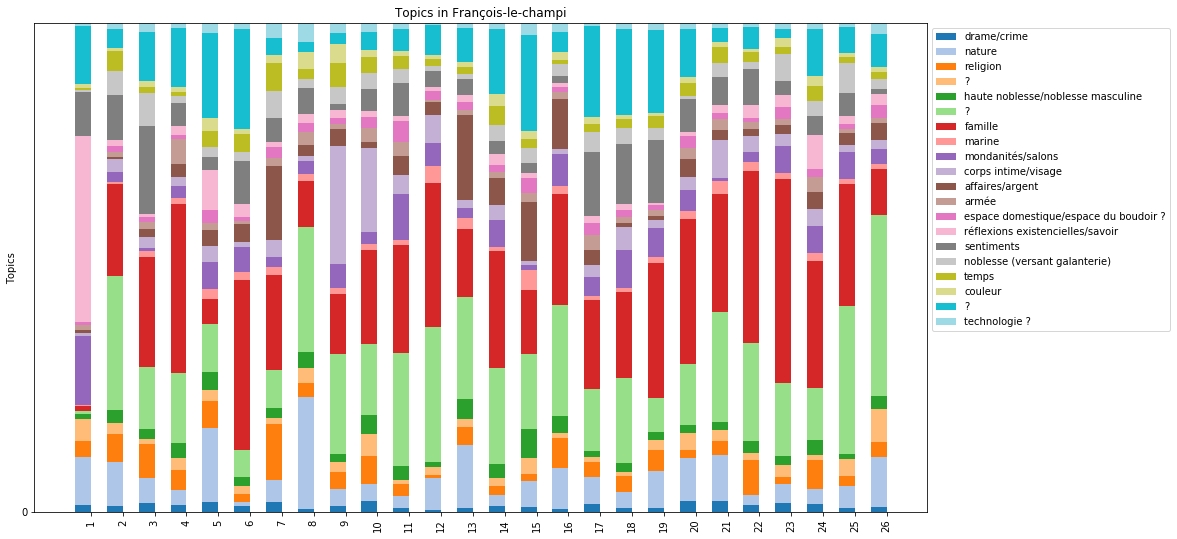 Topics in François-le-champi
Topics
0
1
2
3
4
5
6
7
8
9
10
11
12
13
14
15
16
17
18
19
20
21
22
23
24
25
26
drame/crime
nature
religion
?
haute noblesse/noblesse masculine
?
famille
marine
mondanités/salons
corps intime/visage
affaires/argent
armée
espace domestique/espace du boudoir ?
réflexions existencielles/savoir
sentiments
noblesse (versant galanterie)
temps
couleur
?
technologie ?